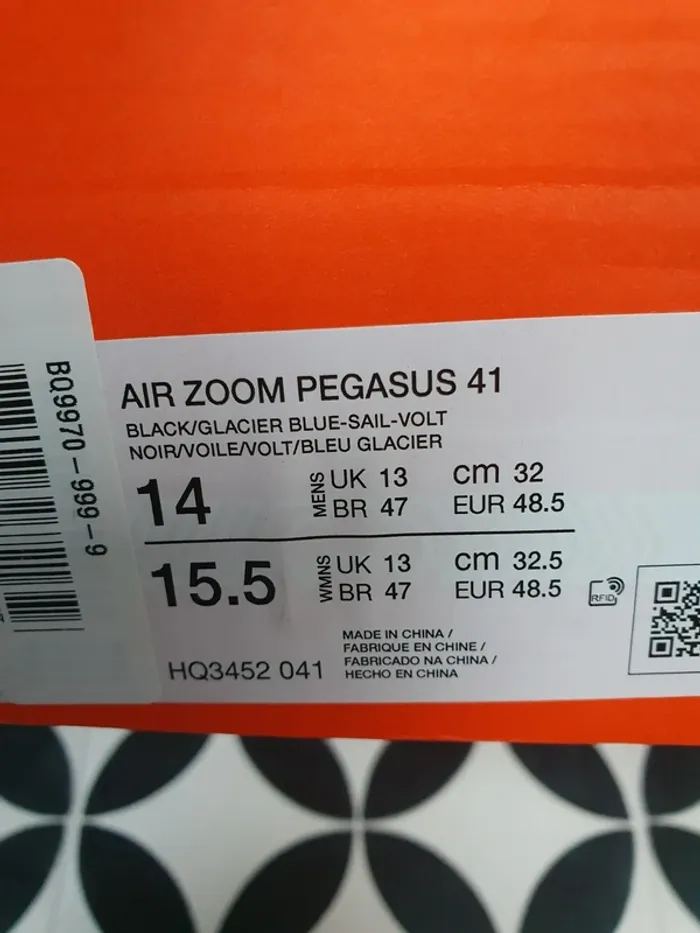 BQ9970-999-9
AIR ZOOM PEGASUS 41
BLACK/GLACIER BLUE-SAIL-VOLT
NOIR/VOILE/VOLT/BLEU GLACIER
14 MENS UK 13 cm 32
BR 47 EUR 48.5
15.5 WMNS UK 13 cm 32.5
BR 47 EUR 48.5
RFID
HQ3452 041
MADE IN CHINA /
FABRIQUE EN CHINE /
FABRICADO NA CHINA /
HECHO EN CHINA